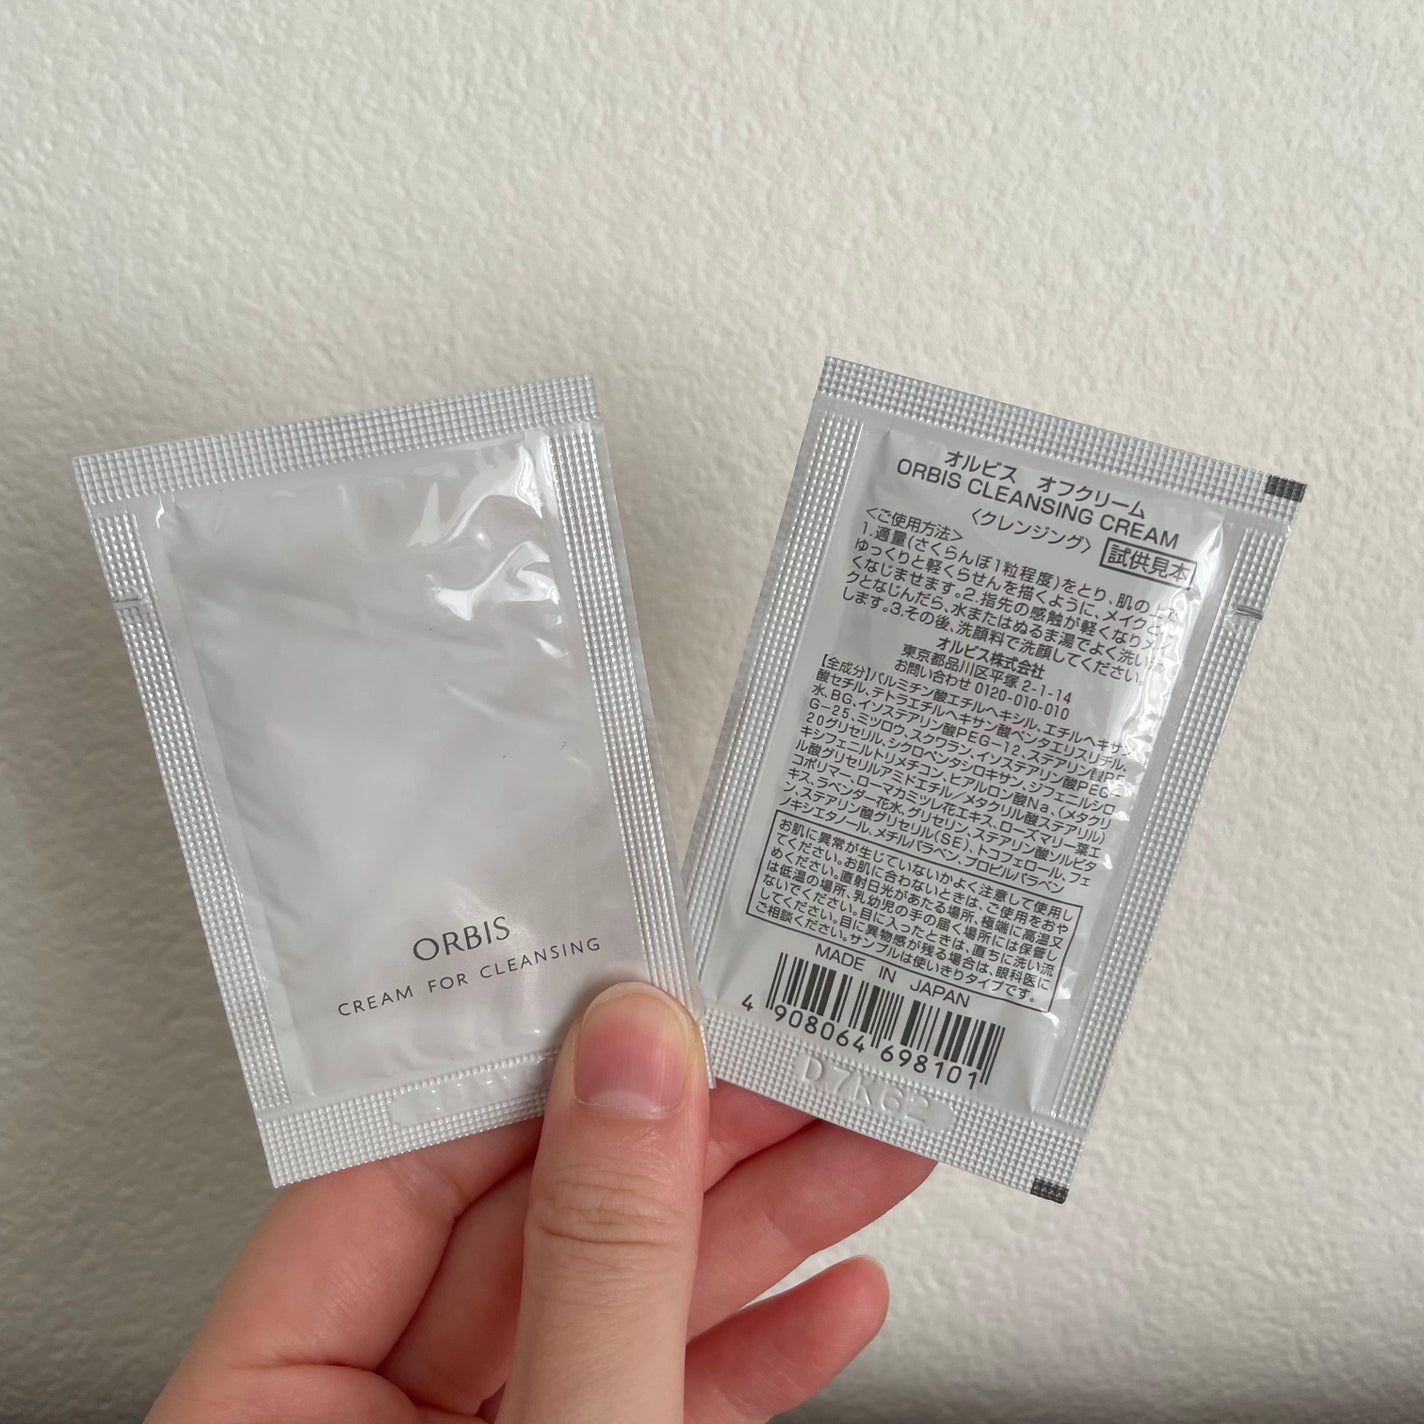 ORBIS
CREAM FOR CLEANSING
オルビス オフクリーム
ORBIS CLEANSING CREAM
〈クレンジング〉 試供見本
<ご使用方法>
1.適量(さくらんぼ1粒程度)をとり、肌の上で
ゆっくりと軽くらせんを描くように、メイクとよ
くなじませます。2.指先の感触が軽くなりメイ
クとなじんだら、水またはぬるま湯でよく洗い流
します。3.その後、洗顔料で洗顔してください。
オルビス株式会社
東京都品川区平塚 2-1-14
お問い合わせ 0120-010-010
【全成分】パルミチン酸エチルヘキシル、エチルヘキサン
酸セチル、テトラエチルヘキサン酸ペンタエリスリチル、
水、BG、イソステアリン酸PEG-12、ステアリン酸PE
G-25、ミツロウ、スクワラン、イソステアリン酸PEG-
20グリセリル、シクロペンタシロキサン、ジフェニルシロ
キシフェニルトリメチコン、ヒアルロン酸Na、(メタクリ
ル酸グリセリルアミドエチル/メタクリル酸ステアリル)
コポリマー、ローマカミツレ花エキス、ローズマリー葉エ
キス、ラベンダー花水、グリセリン、ステアリン酸ソルビタ
ン、ステアリン酸グリセリル(SE)、トコフェロール、フェ
ノキシエタノール、メチルパラベン、プロピルパラベン
お肌に異常が生じていないかよく注意して使用し
てください。お肌に合わないときは、ご使用をおや
めください。直射日光があたる場所、極端に高温又
は低温の場所、乳幼児の手の届く場所には保管し
ないでください。目に入ったときは、直ちに洗い流
してください。目に異物感が残る場合は、眼科医に
ご相談ください。サンプルは使いきりタイプです。
MADE IN JAPAN
4 908064 698101
D7K62